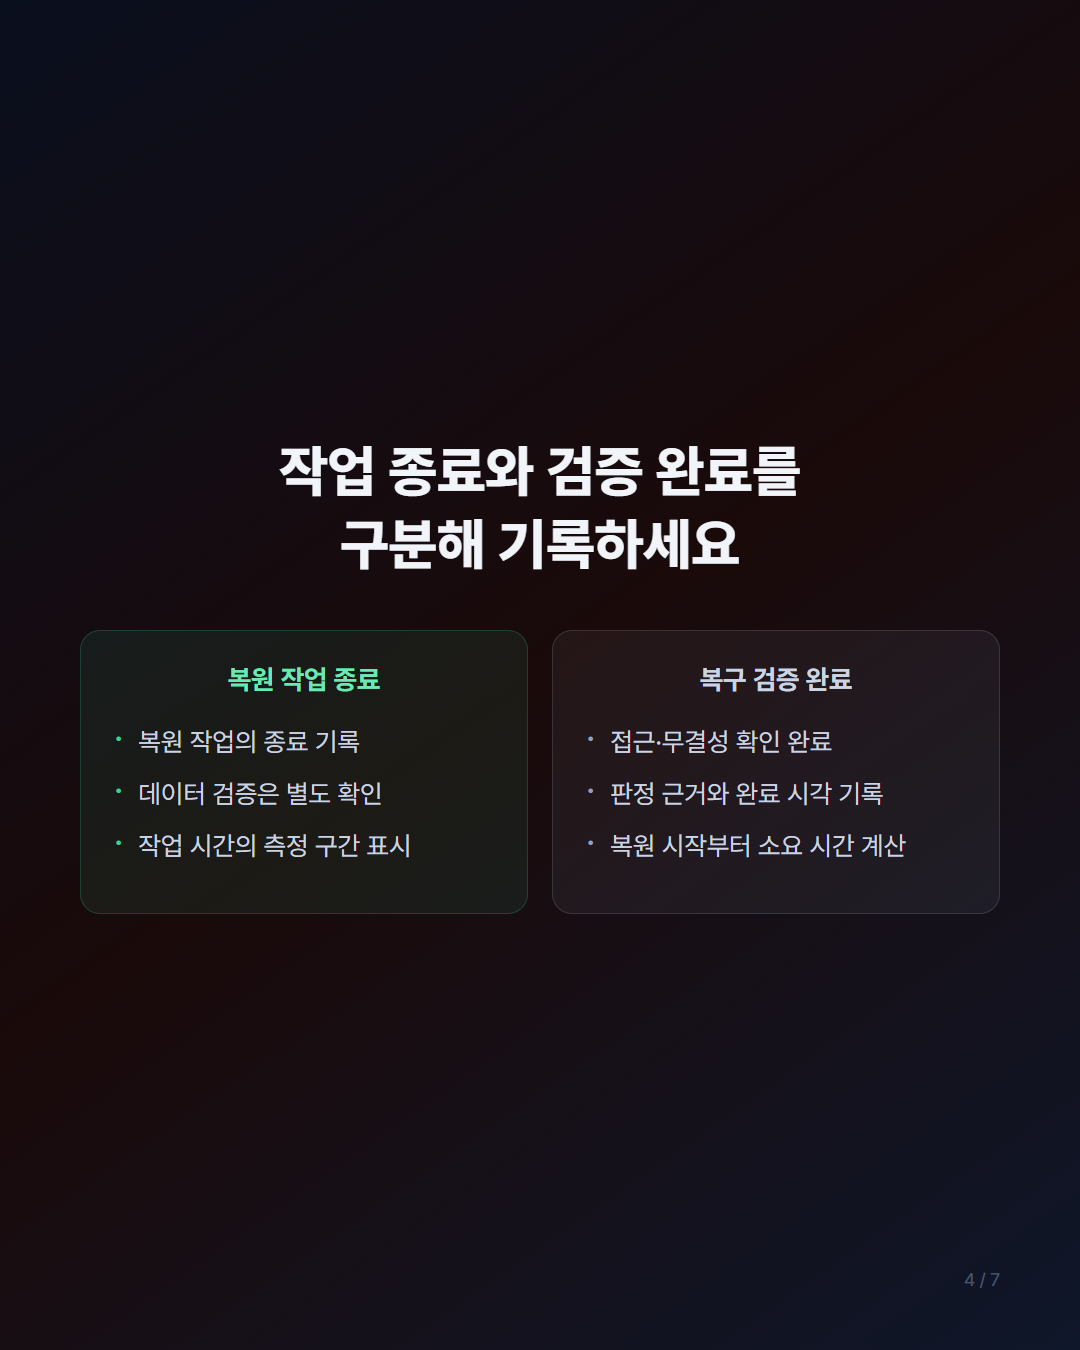 작업 종료와 검증 완료를
구분해 기록하세요
복원 작업 종료
• 복원 작업의 종료 기록
• 데이터 검증은 별도 확인
• 작업 시간의 측정 구간 표시
복구 검증 완료
• 접근·무결성 확인 완료
• 판정 근거와 완료 시각 기록
• 복원 시작부터 소요 시간 계산
4 / 7